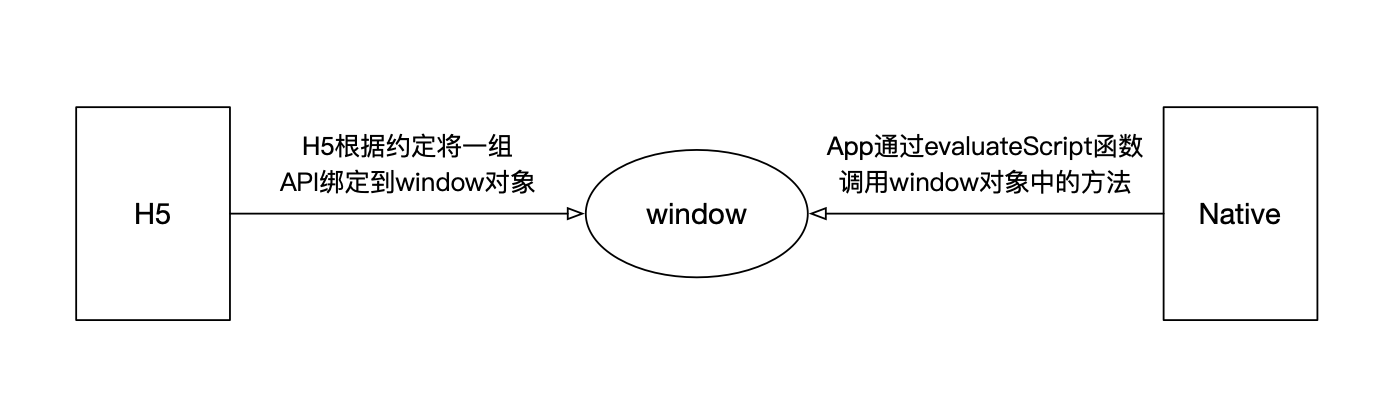 H5
H5根据约定将一组
API绑定到window对象
window
App通过evaluateScript函数
调用window对象中的方法
Native